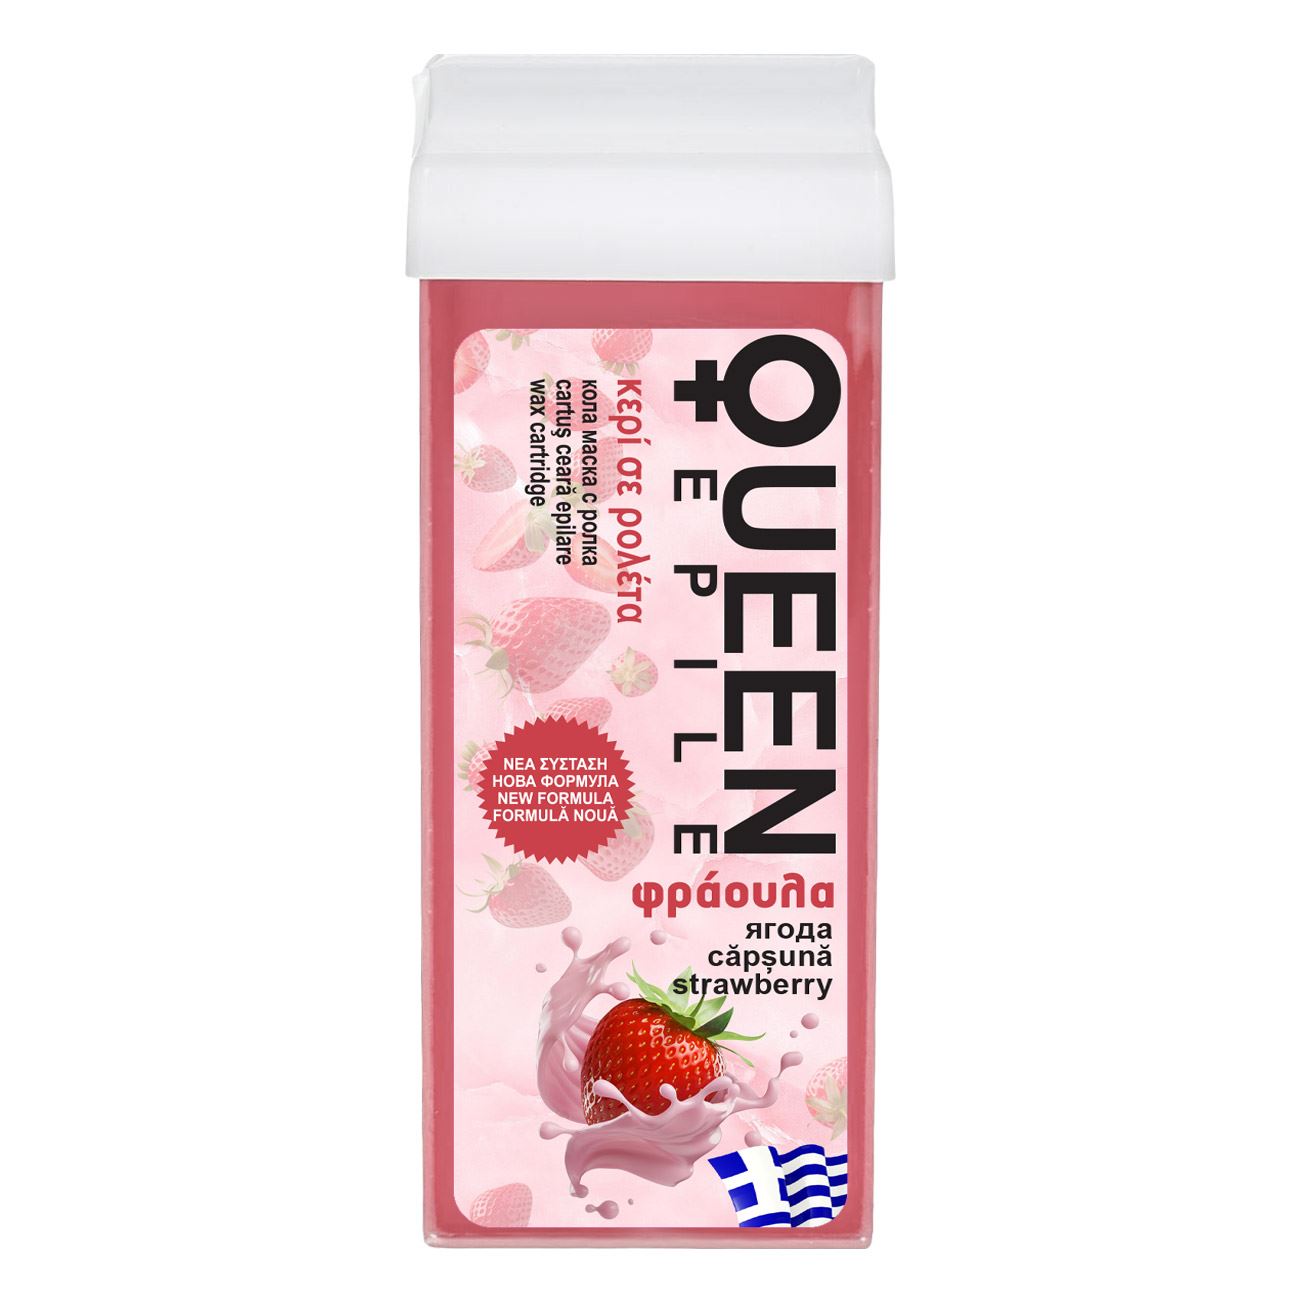 QUEEN
EPILE
κερί σε ρολέτα
кола маска с ролка
cartuș ceară epilare
wax cartridge
ΝΕΑ ΣΥΣΤΑΣΗ
НОВА ФОРМУЛА
NEW FORMULA
FORMULĂ NOUĂ
φράουλα
ягода
căpșună
strawberry